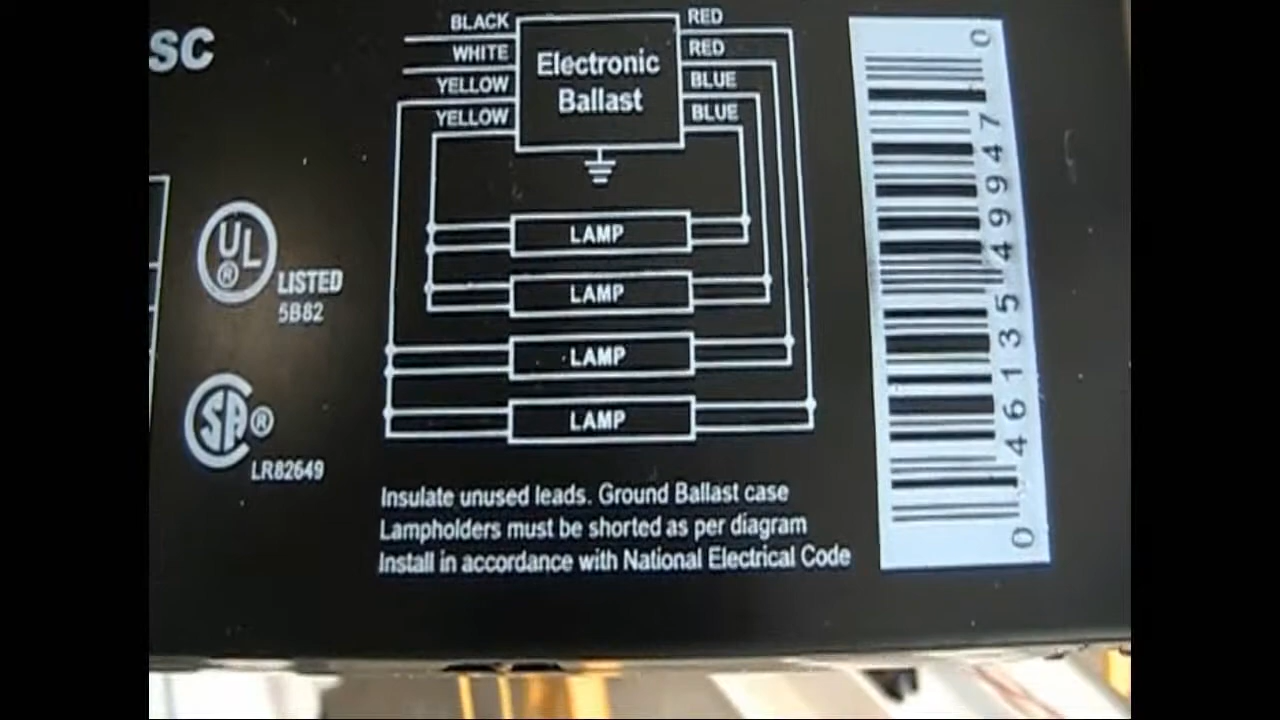 SC
BLACK
WHITE
YELLOW
YELLOW
Electronic
Ballast
RED
RED
BLUE
BLUE
LAMP
LAMP
LAMP
LAMP
UL
®
LISTED
5B82
SA ®
LR82649
Insulate unused leads. Ground Ballast case
Lampholders must be shorted as per diagram
Install in accordance with National Electrical Code
0 46135 49947 0